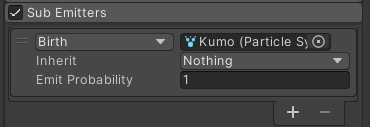 Sub Emitters
Birth Kumo (Particle Sy
Inherit Nothing
Emit Probability 1